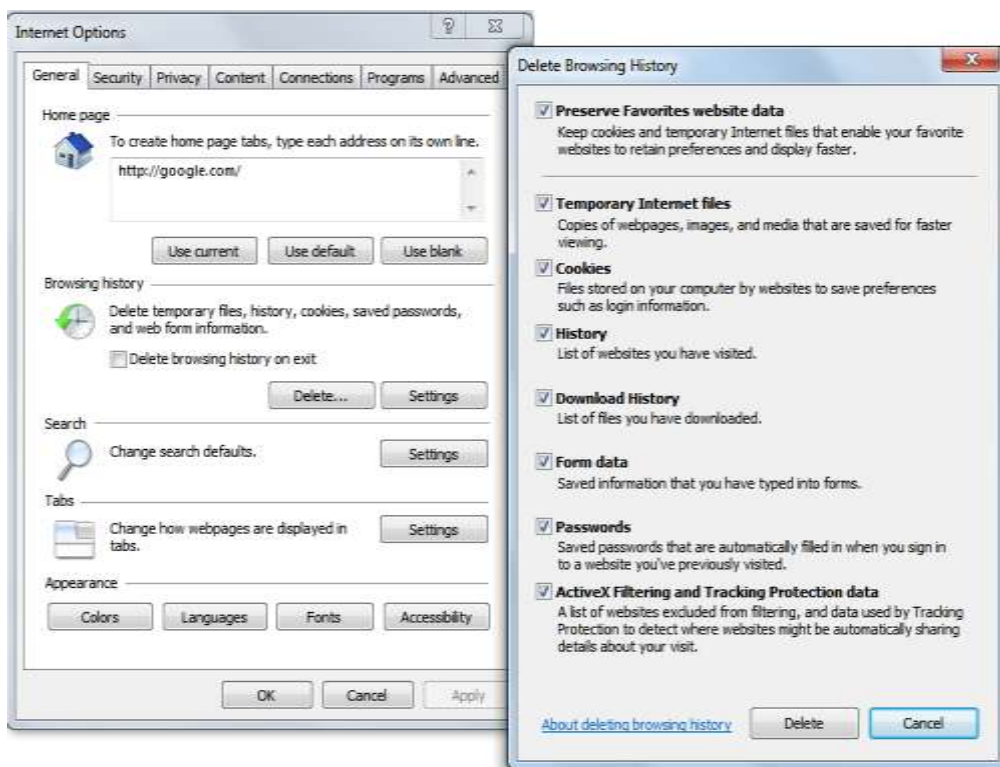 Internet Options
General Security Privacy Content Connections Programs Advanced
Home page
To create home page tabs, type each address on its own line.
http://google.com/
Use current Use default Use blank
Browsing history
Delete temporary files, history, cookies, saved passwords,
and web form information.
Delete browsing history on exit
Delete... Settings
Search
Change search defaults.
Settings
Tabs
Change how webpages are displayed in
tabs.
Settings
Appearance
Colors Languages Fonts Accessibility
OK Cancel Apply
Delete Browsing History
Preserve Favorites website data
Keep cookies and temporary Internet files that enable your favorite
websites to retain preferences and display faster.
Temporary Internet files
Copies of webpages, images, and media that are saved for faster
viewing.
Cookies
Files stored on your computer by websites to save preferences
such as login information.
History
List of websites you have visited.
Download History
List of files you have downloaded.
Form data
Saved information that you have typed into forms.
Passwords
Saved passwords that are automatically filled in when you sign in
to a website you've previously visited.
ActiveX Filtering and Tracking Protection data
A list of websites excluded from filtering, and data used by Tracking
Protection to detect where websites might be automatically sharing
details about your visit.
About deleting browsing history Delete Cancel